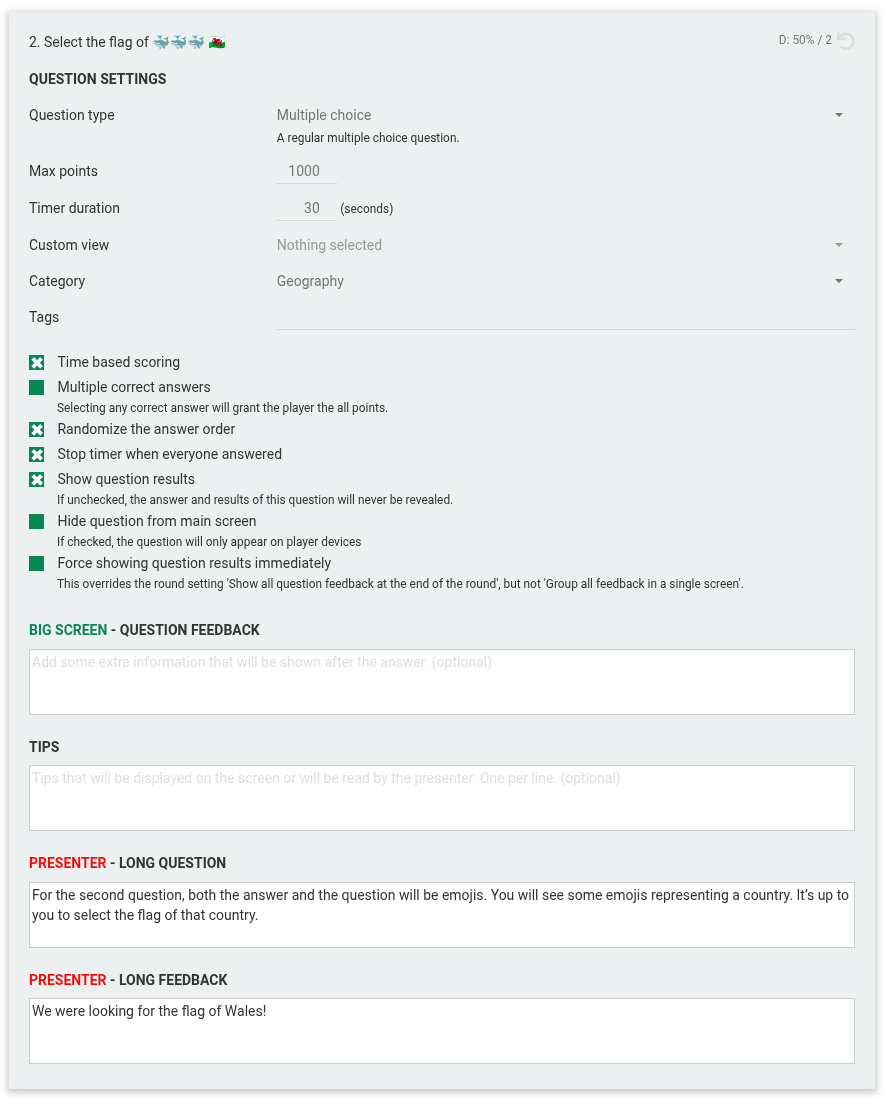 2. Select the flag of 🐳🐳🐳 🏴󠁧󠁢󠁷󠁬󠁳󠁿
D: 50% / 2
QUESTION SETTINGS
Question type
Multiple choice
A regular multiple choice question.
Max points
1000
Timer duration
30 (seconds)
Custom view
Nothing selected
Category
Geography
Tags
Time based scoring
Multiple correct answers
Selecting any correct answer will grant the player the all points.
Randomize the answer order
Stop timer when everyone answered
Show question results
If unchecked, the answer and results of this question will never be revealed.
Hide question from main screen
If checked, the question will only appear on player devices
Force showing question results immediately
This overrides the round setting 'Show all question feedback at the end of the round', but not 'Group all feedback in a single screen'.
BIG SCREEN - QUESTION FEEDBACK
Add some extra information that will be shown after the answer. (optional)
TIPS
Tips that will be displayed on the screen or will be read by the presenter. One per line. (optional)
PRESENTER - LONG QUESTION
For the second question, both the answer and the question will be emojis. You will see some emojis representing a country. It’s up to
you to select the flag of that country.
PRESENTER - LONG FEEDBACK
We were looking for the flag of Wales!